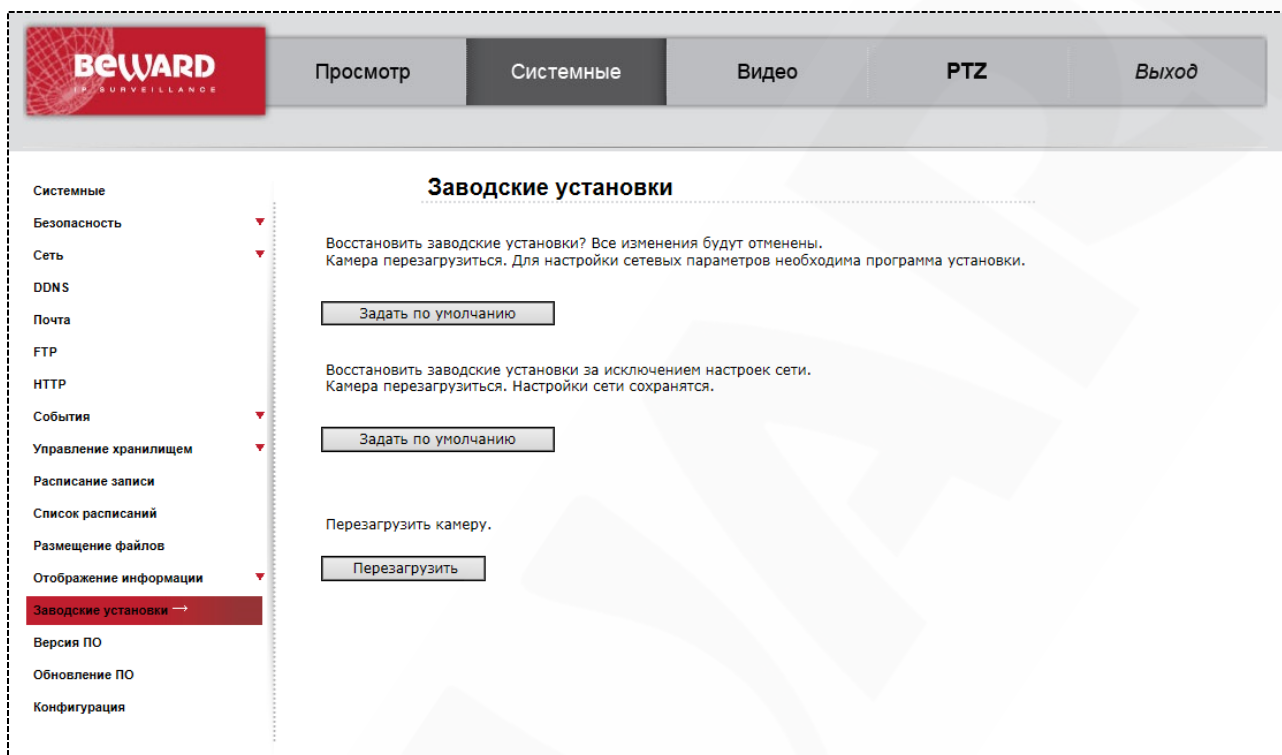 BEWARD
IP SURVEILLANCE
Просмотр
Системные
Видео
PTZ
Выход
Системные
Безопасность
Сеть
DDNS
Почта
FTP
HTTP
События
Управление хранилищем
Расписание записи
Список расписаний
Размещение файлов
Отображение информации
Заводские установки →
Версия ПО
Обновление ПО
Конфигурация
Заводские установки
Восстановить заводские установки? Все изменения будут отменены.
Камера перезагрузиться. Для настройки сетевых параметров необходима программа установки.
Задать по умолчанию
Восстановить заводские установки за исключением настроек сети.
Камера перезагрузиться. Настройки сети сохранятся.
Задать по умолчанию
Перезагрузить камеру.
Перезагрузить